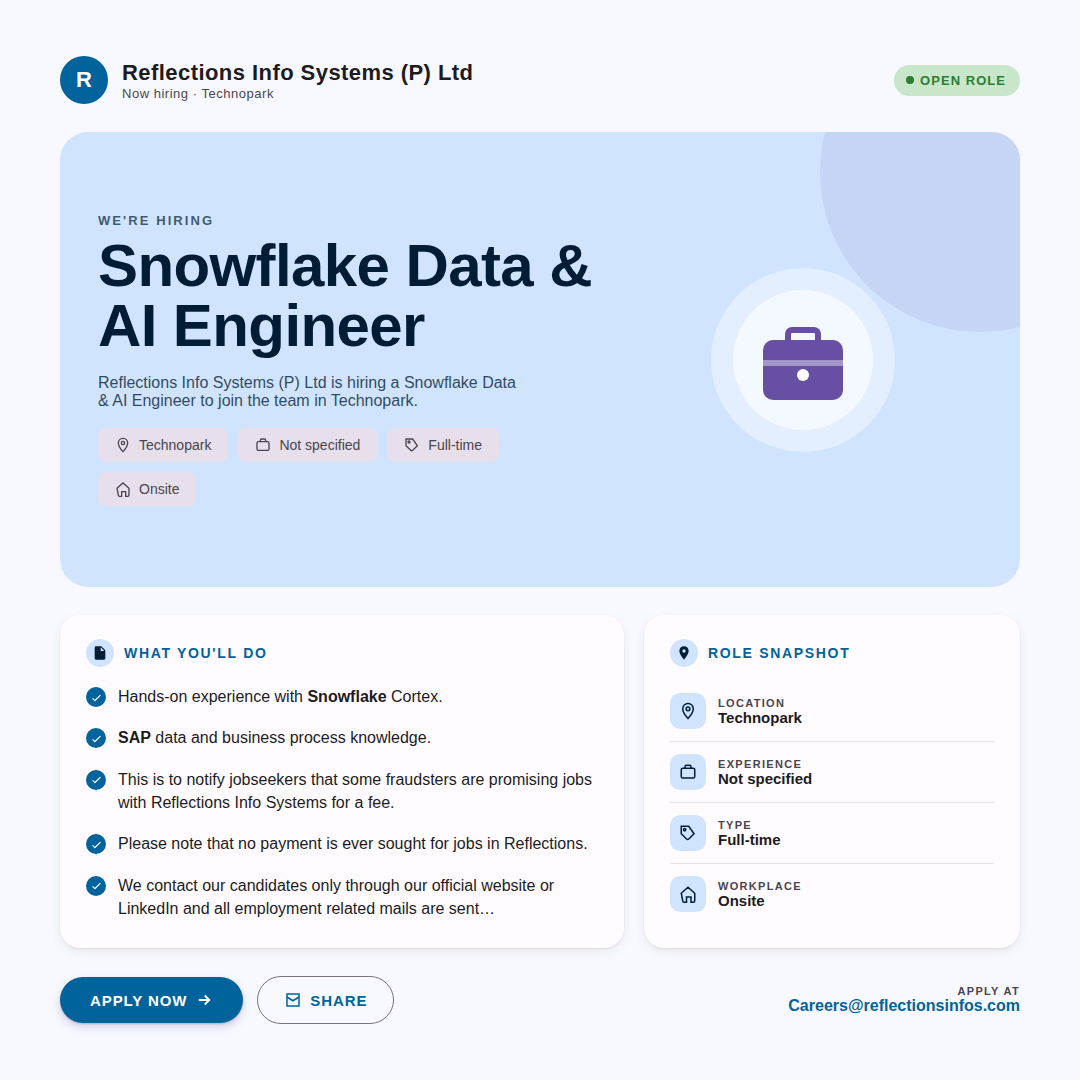 R
Reflections Info Systems (P) Ltd
Now hiring · Technopark
OPEN ROLE
WE'RE HIRING
Snowflake Data &
AI Engineer
Reflections Info Systems (P) Ltd is hiring a Snowflake Data
& AI Engineer to join the team in Technopark.
Technopark
Not specified
Full-time
Onsite
WHAT YOU'LL DO
Hands-on experience with Snowflake Cortex.
SAP data and business process knowledge.
This is to notify jobseekers that some fraudsters are promising jobs
with Reflections Info Systems for a fee.
Please note that no payment is ever sought for jobs in Reflections.
We contact our candidates only through our official website or
LinkedIn and all employment related mails are sent…
ROLE SNAPSHOT
LOCATION
Technopark
EXPERIENCE
Not specified
TYPE
Full-time
WORKPLACE
Onsite
APPLY NOW
SHARE
APPLY AT
Careers@reflectionsinfos.com